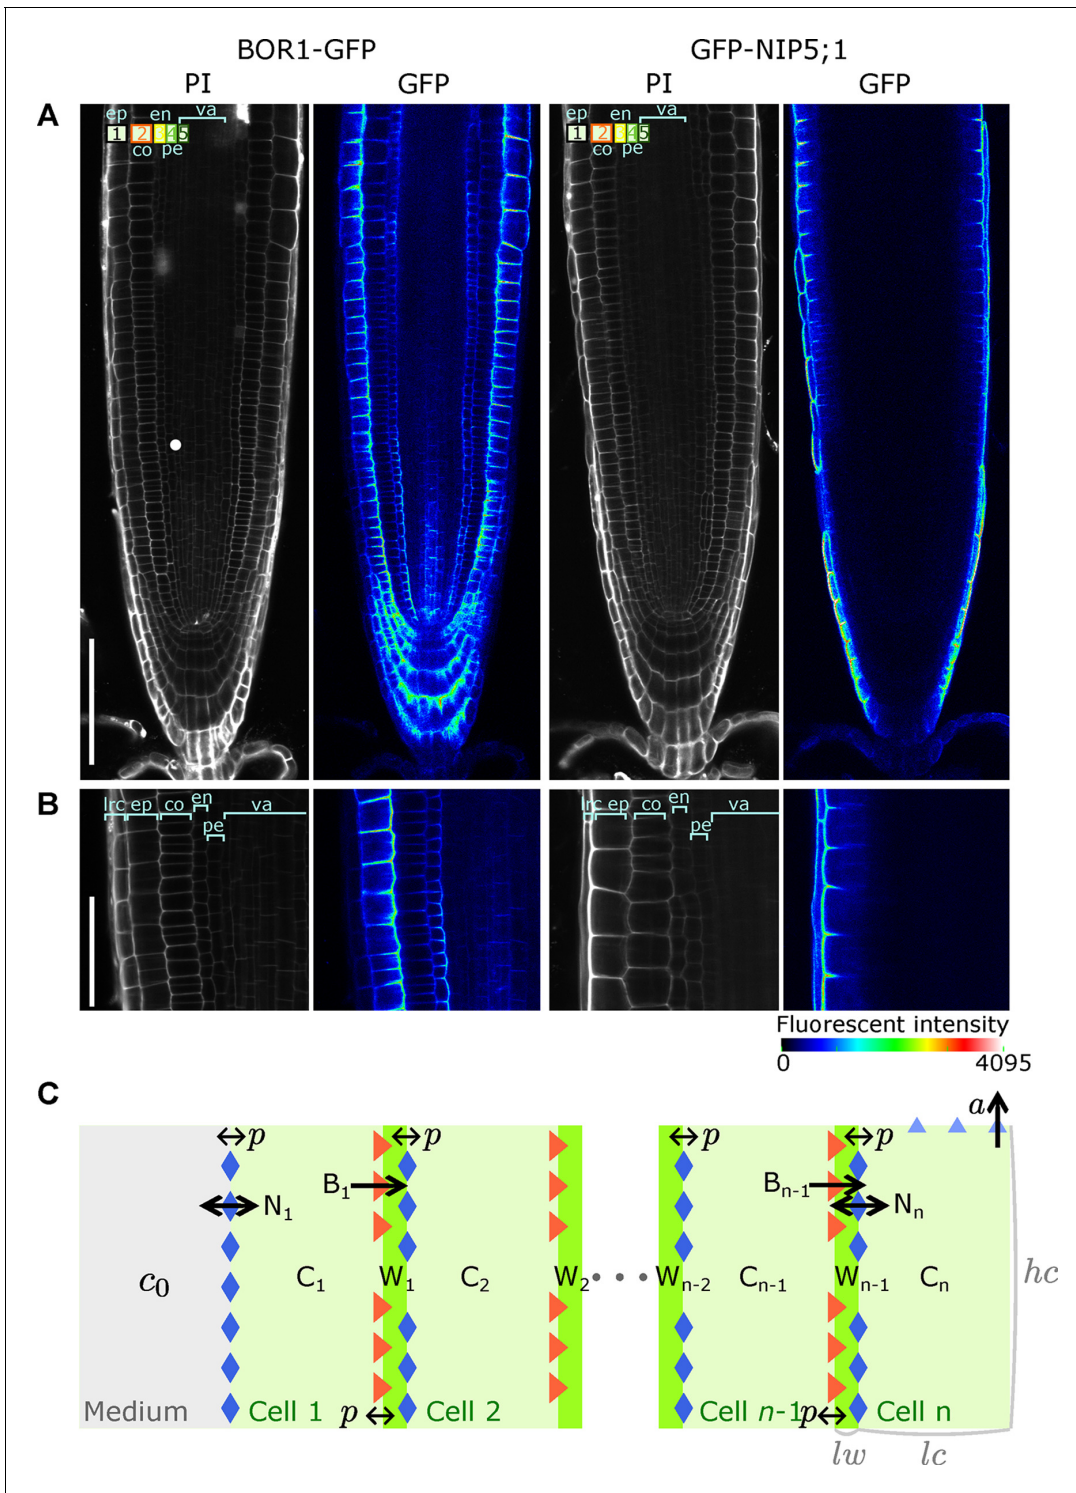 BOR1-GFP GFP-NIP5;1
PI GFP PI GFP
A
ep en va
1 2 3 4 5
co pe
ep en va
1 2 3 4 5
co pe
B
lrc ep co en va
pe
lrc ep co en va
pe
Fluorescent intensity
0 4095
C
a
p p p p
B1 Bn-1
N1 Nn
c0 C1 W1 C2 W2 Wn-2 Cn-1 Wn-1 Cn hc
Medium Cell 1 p Cell 2 Cell n-1 p Cell n
lw lc